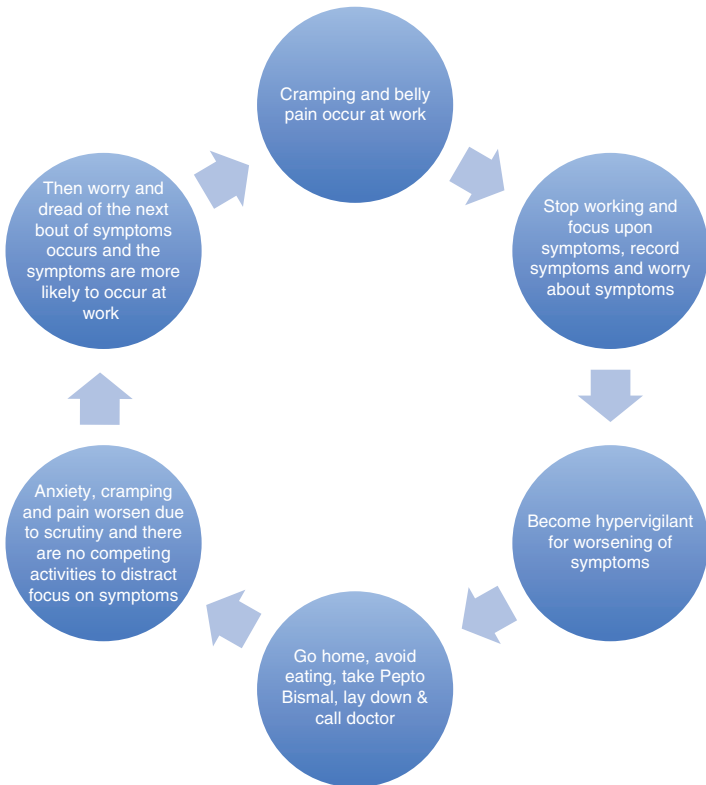 Cramping and belly
pain occur at work
Stop working and
focus upon
symptoms, record
symptoms and worry
about symptoms
Become hypervigilant
for worsening of
symptoms
Go home, avoid
eating, take Pepto
Bismal, lay down &
call doctor
Anxiety, cramping
and pain worsen due
to scrutiny and there
are no competing
activities to distract
focus on symptoms
Then worry and
dread of the next
bout of symptoms
occurs and the
symptoms are more
likely to occur at
work